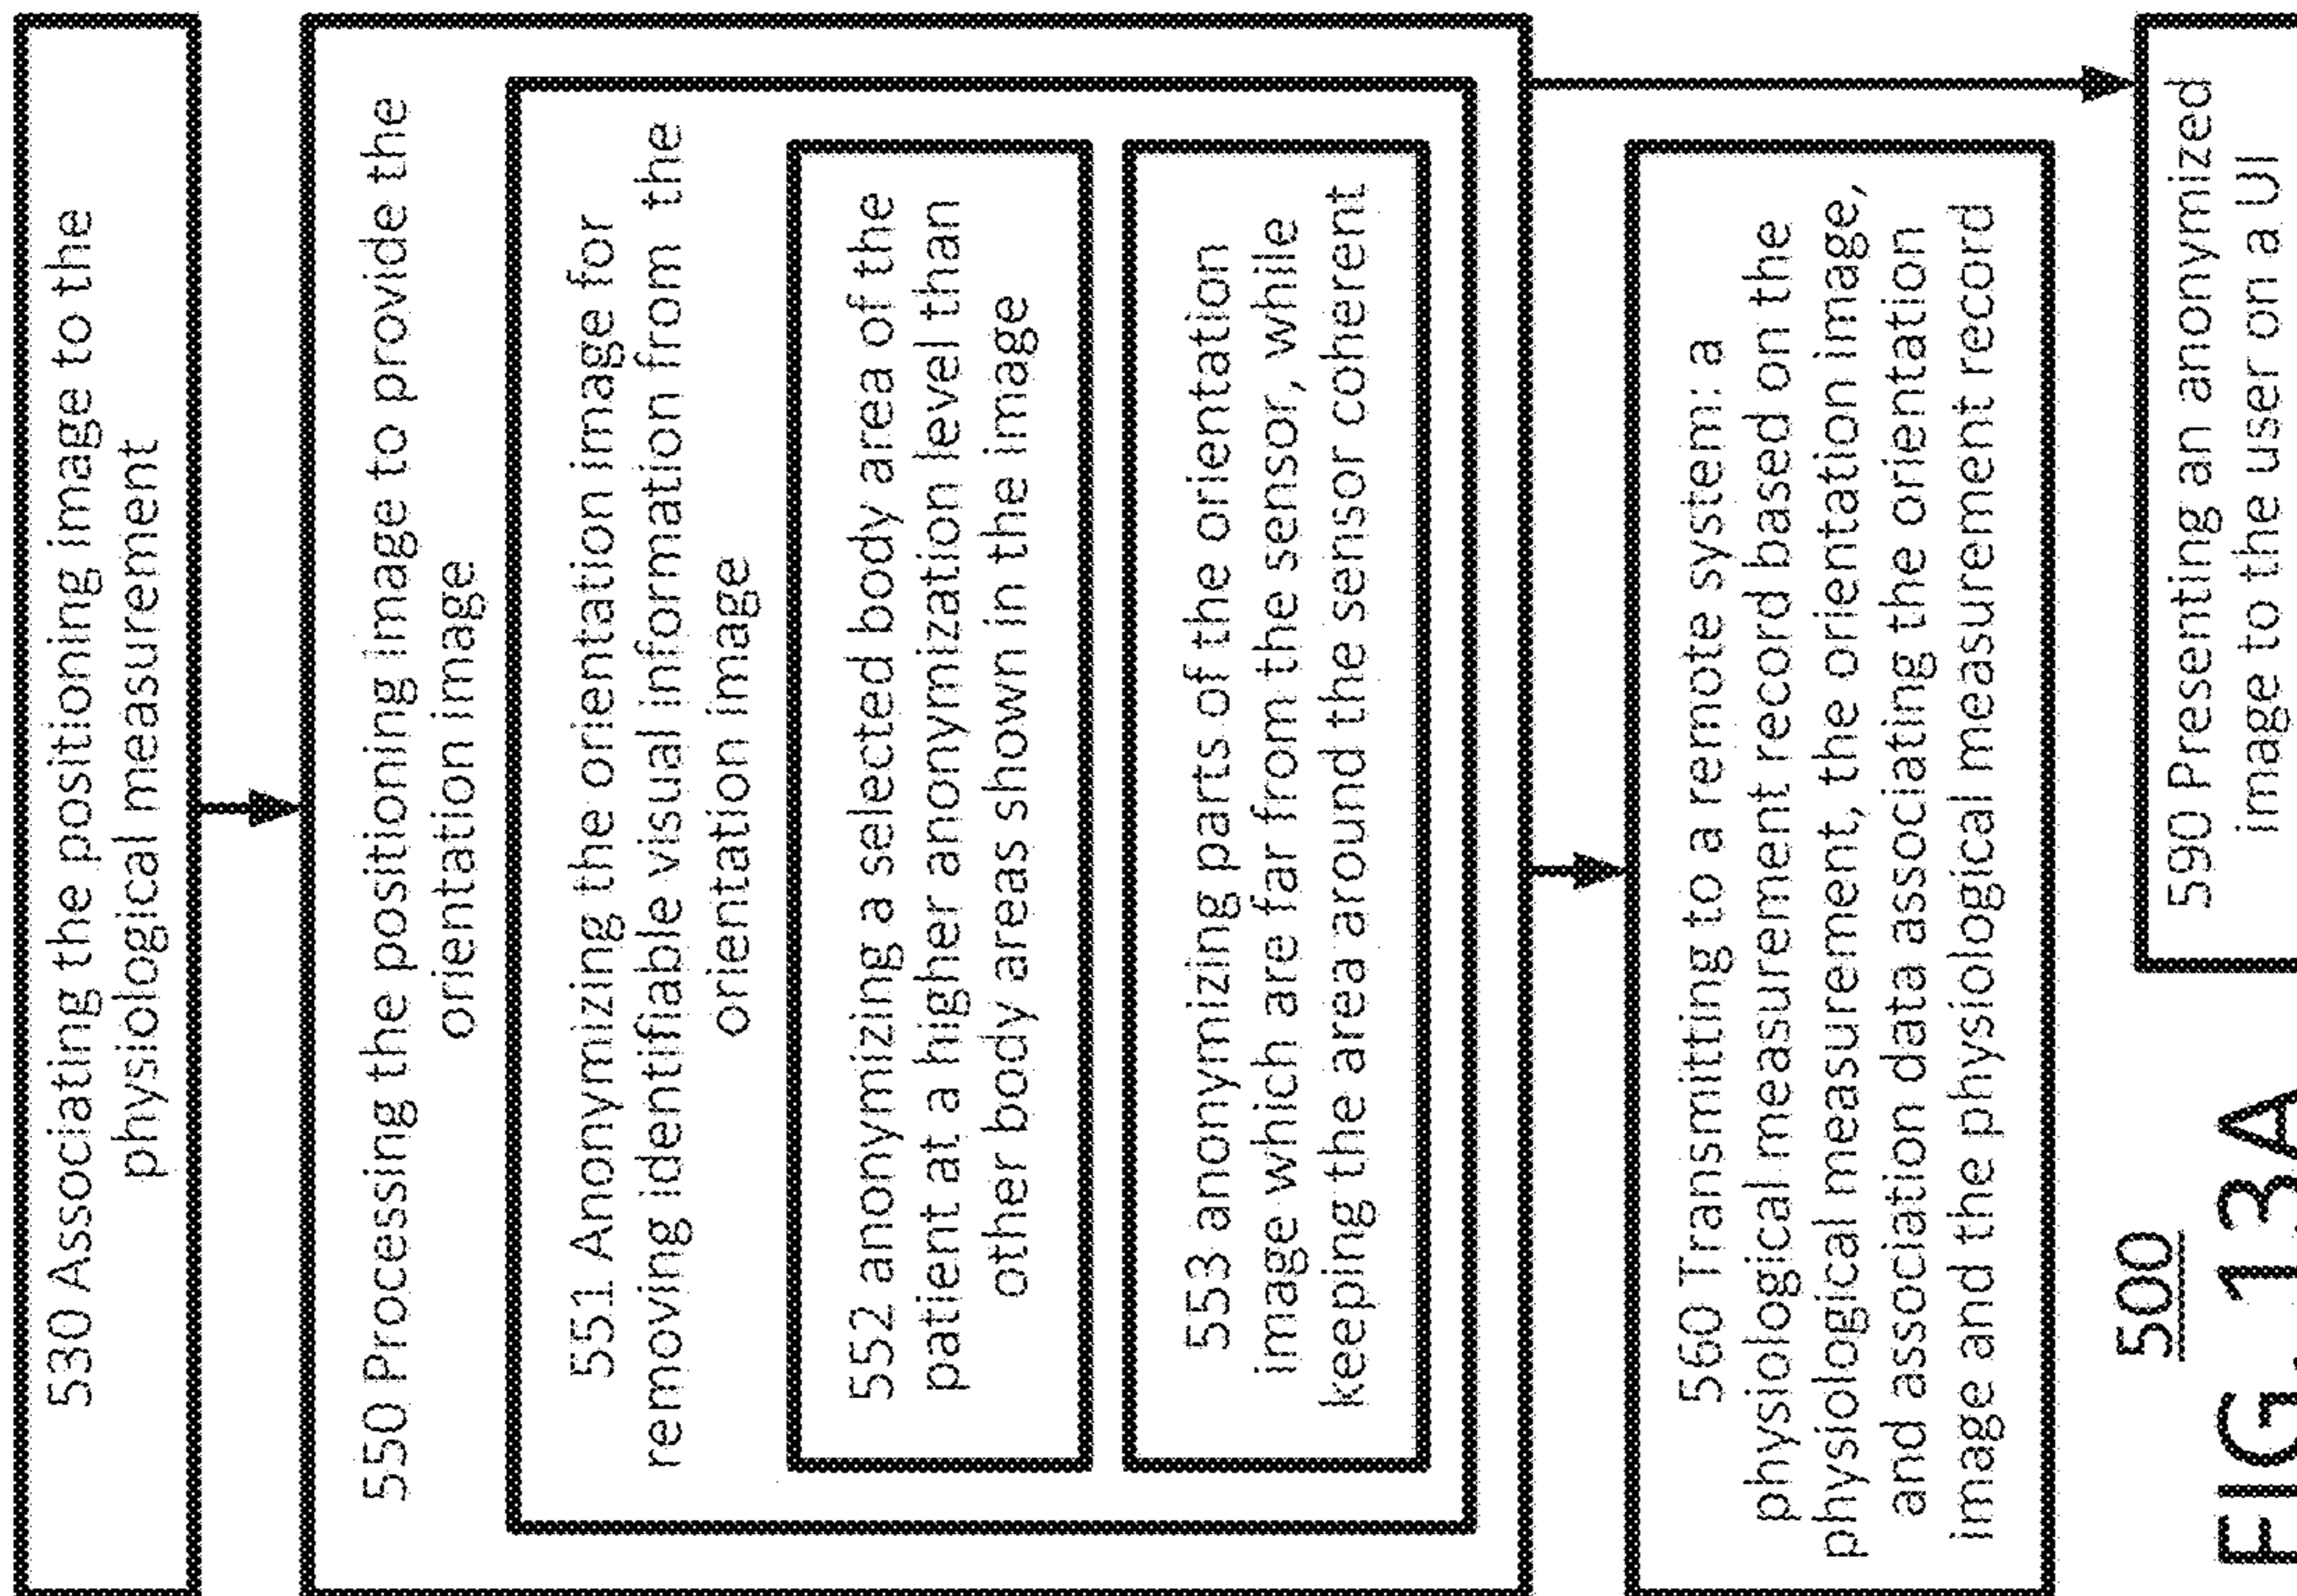 530 Associating the positioning image to the
physiological measurement
550 Processing the positioning image to provide the
orientation image
551 Anonymizing the orientation image for
removing identifiable visual information from the
orientation image
552 anonymizing a selected body area of the
patient at a higher anonymization level than
other body areas shown in the image
553 anonymizing parts of the orientation
image which are far from the sensor, while
keeping the area around the sensor coherent
560 Transmitting to a remote system: a
physiological measurement record based on the
physiological measurement, the orientation image,
and association data associating the orientation
image and the physiological measurement record
590 Presenting an anonymized
image to the user on a UI
500
FIG. 13A